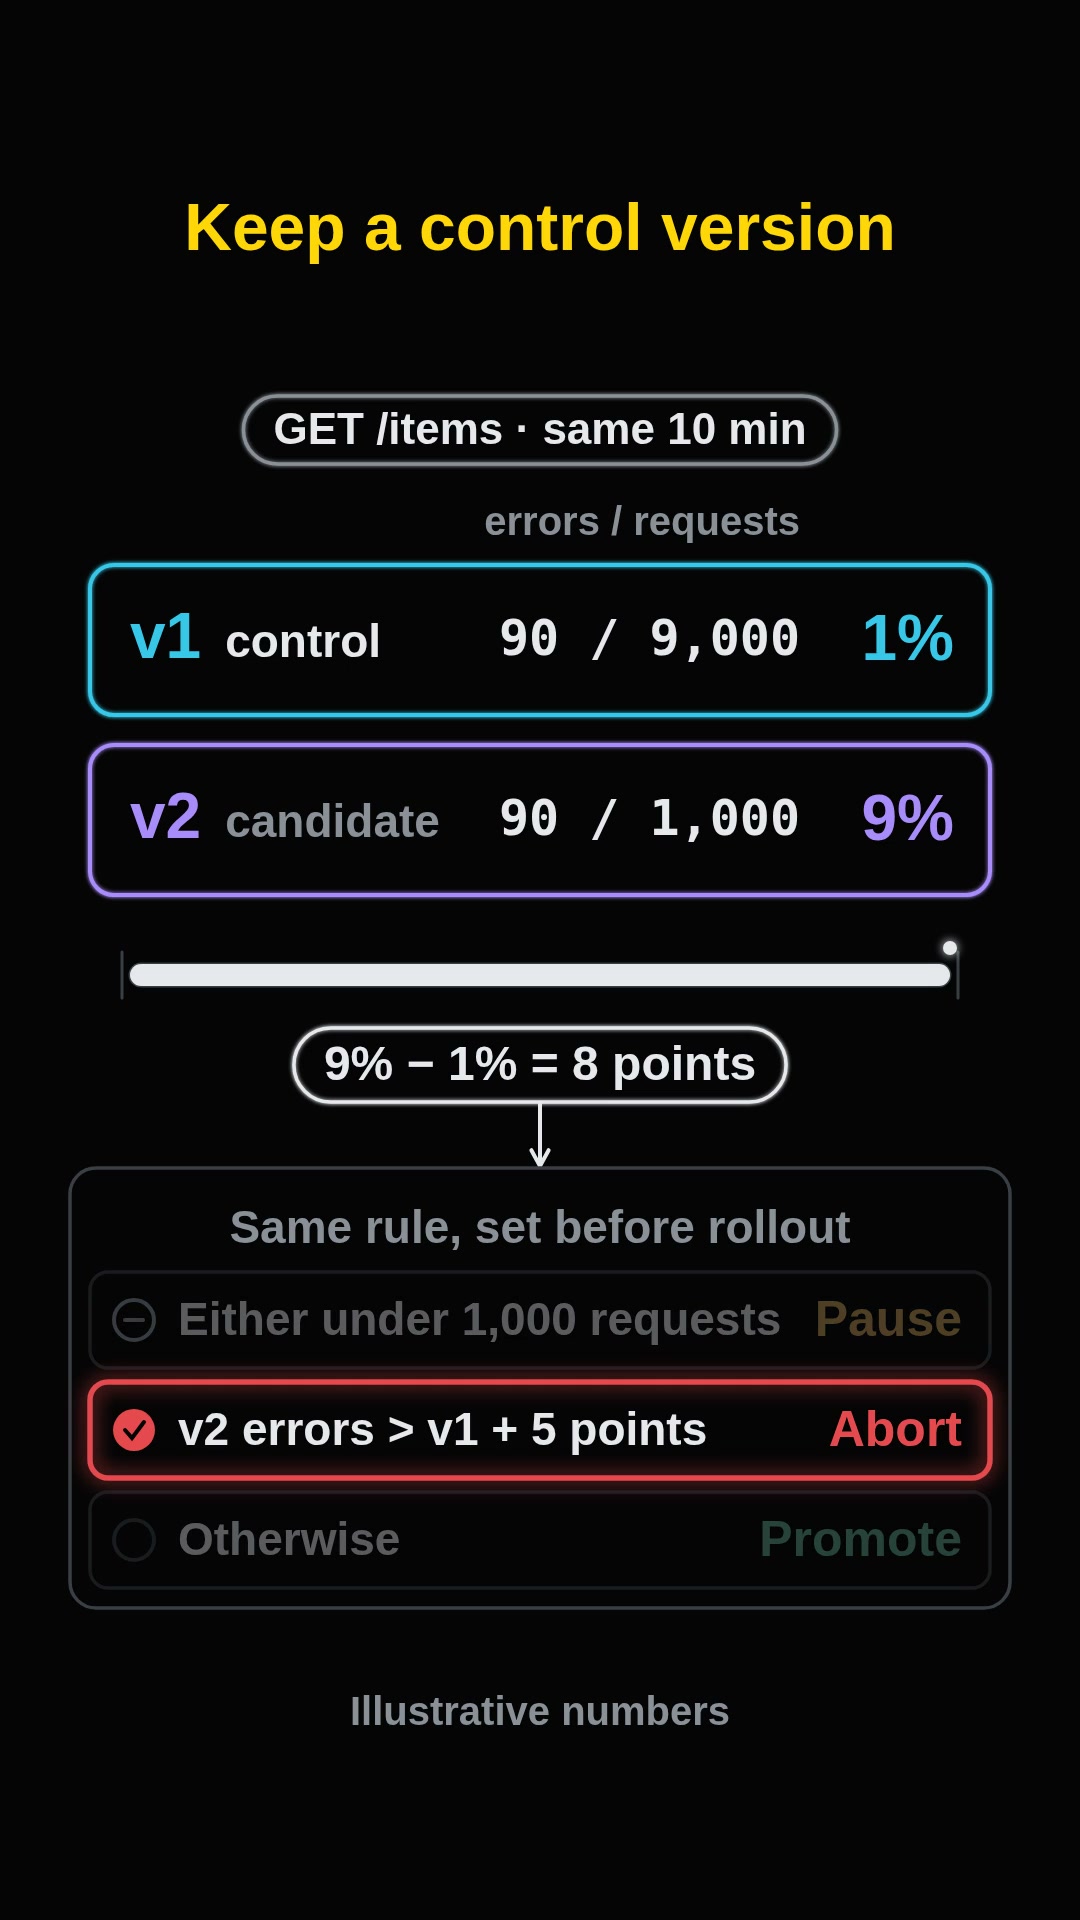 Keep a control version
GET /items · same 10 min
errors / requests
v1 control 90 / 9,000 1%
v2 candidate 90 / 1,000 9%
9% − 1% = 8 points
Same rule, set before rollout
Either under 1,000 requests Pause
v2 errors > v1 + 5 points Abort
Otherwise Promote
Illustrative numbers